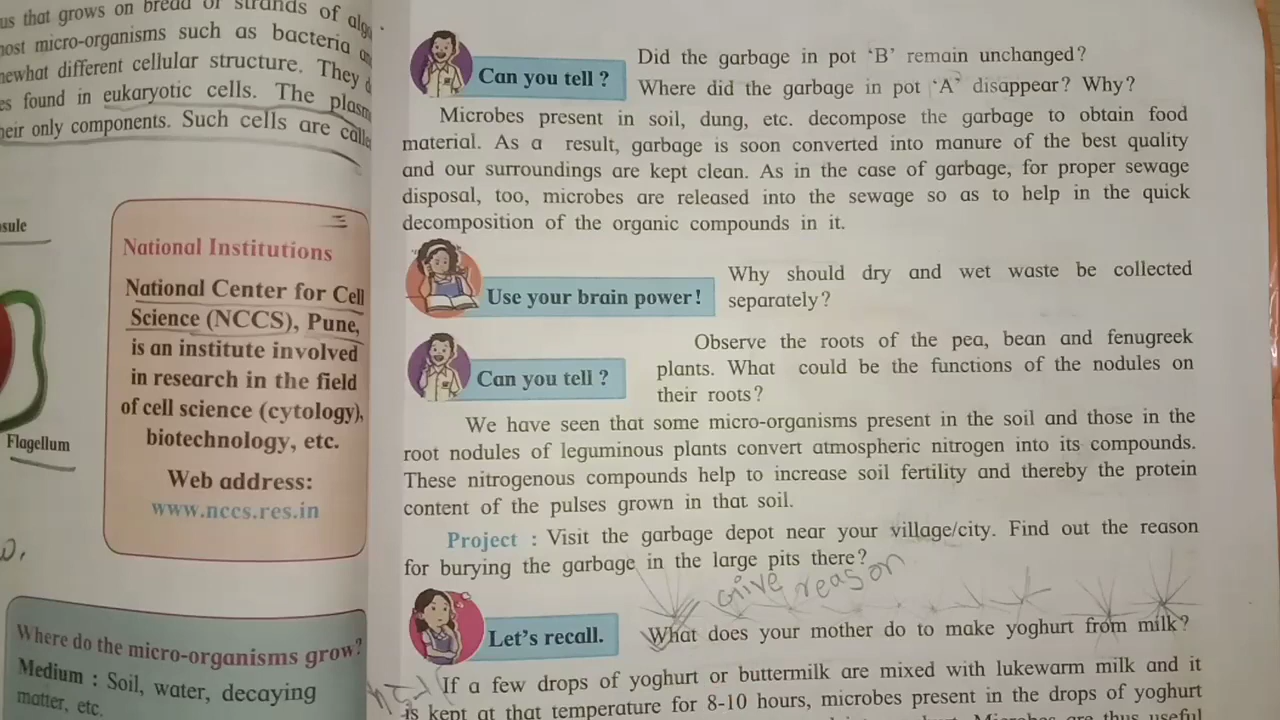 us that grows on bread or strands of
most micro-organisms such as bacteria
somewhat different cellular structure. They
es found in eukaryotic cells. The
their only components. Such cells are
Flagellum
National Institutions
National Center for Cell
Science (NCCS), Pune,
is an institute involved
in research in the field
of cell science (cytology),
biotechnology, etc.
Web address:
www.nccs.res.in
Where do the micro-organisms grow?
Medium : Soil, water, decaying
matter, etc.
Can you tell ?
Did the garbage in pot ‘B’ remain unchanged?
Where did the garbage in pot ‘A’ disappear? Why?
Microbes present in soil, dung, etc. decompose the garbage to obtain food
material. As a result, garbage is soon converted into manure of the best quality
and our surroundings are kept clean. As in the case of garbage, for proper sewage
disposal, too, microbes are released into the sewage so as to help in the quick
decomposition of the organic compounds in it.
Use your brain power!
Why should dry and wet waste be collected
separately?
Can you tell ?
Observe the roots of the pea, bean and fenugreek
plants. What could be the functions of the nodules on
their roots?
We have seen that some micro-organisms present in the soil and those in the
root nodules of leguminous plants convert atmospheric nitrogen into its compounds.
These nitrogenous compounds help to increase soil fertility and thereby the protein
content of the pulses grown in that soil.
Project : Visit the garbage depot near your village/city. Find out the reason
for burying the garbage in the large pits there?
Give reason
Let’s recall.
What does your mother do to make yoghurt from milk?
If a few drops of yoghurt or buttermilk are mixed with lukewarm milk and it
is kept at that temperature for 8-10 hours, microbes present in the drops of yoghurt
Microbes are thus useful